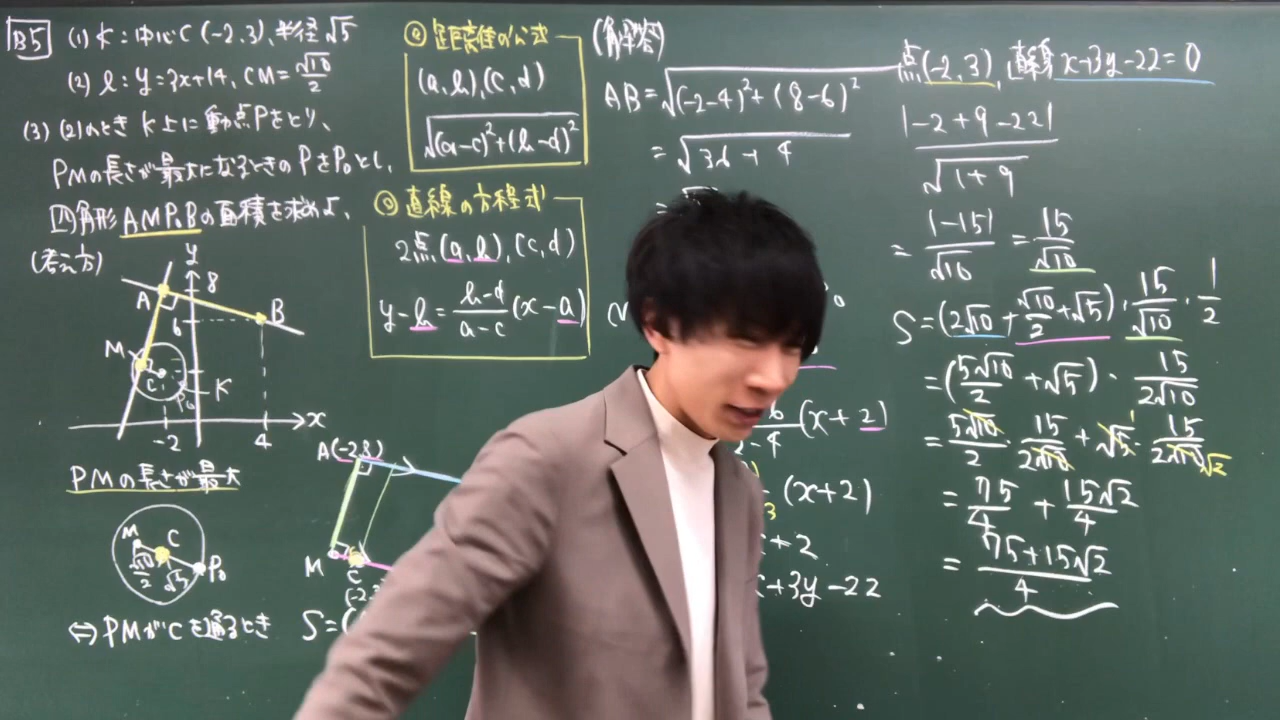 B5 (1) K:中心C(-2,3),半径√5
(2) l:y=3x+14,CM=√10/2
(3) (2)のとき K上に動点Pをとり、
PMの長さが最大になるときのPをP₀とし、
四角形AMP₀Bの面積を求めよ、
(考え方)
y
A
8
B
6
M
C
P₀
K
-2
4
x
PMの長さが最大
M
C
√10/2
√5
P₀
⇔PMがCを通るとき
◎距離の公式
(a,b),(c,d)
√(a-c)²+(b-d)²
◎直線の方程式
2点(a,b),(c,d)
y-b=b-d/a-c(x-a)
A(-2,8)
M
C
S=(
(解答)
AB=√(-2-4)²+(8-6)²
=√36+4
(x+2)
(x+2)
+2
+3y-22
点(-2,3),直線x+3y-22=0
|-2+9-22|/√1+9
=|-15|/√10=15/√10
S=(2√10+√10/2+√5)·15/√10·1/2
=(5√10/2+√5)·15/2√10
=5√10/2·15/2√10+√5·15/2√10 1 √2
=75/4+15√2/4
=75+15√2/4